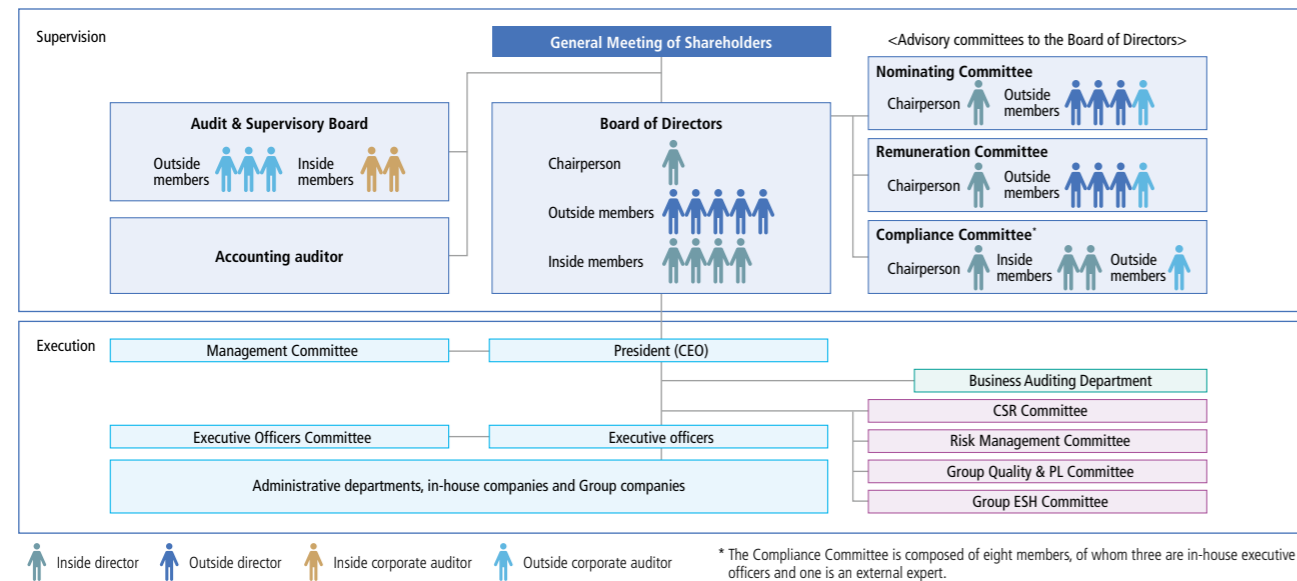 Supervision
General Meeting of Shareholders
<Advisory committees to the Board of Directors>
Audit & Supervisory Board
Outside
members
Inside
members
Accounting auditor
Board of Directors
Chairperson
Outside members
Inside members
Nominating Committee
Chairperson
Outside
members
Remuneration Committee
Chairperson
Outside
members
Compliance Committee*
Chairperson
Inside
members
Outside
members
Execution
Management Committee
President (CEO)
Business Auditing Department
CSR Committee
Executive Officers Committee
Executive officers
Risk Management Committee
Administrative departments, in-house companies and Group companies
Group Quality & PL Committee
Group ESH Committee
Inside director
Outside director
Inside corporate auditor
Outside corporate auditor
* The Compliance Committee is composed of eight members, of whom three are in-house executive
officers and one is an external expert.